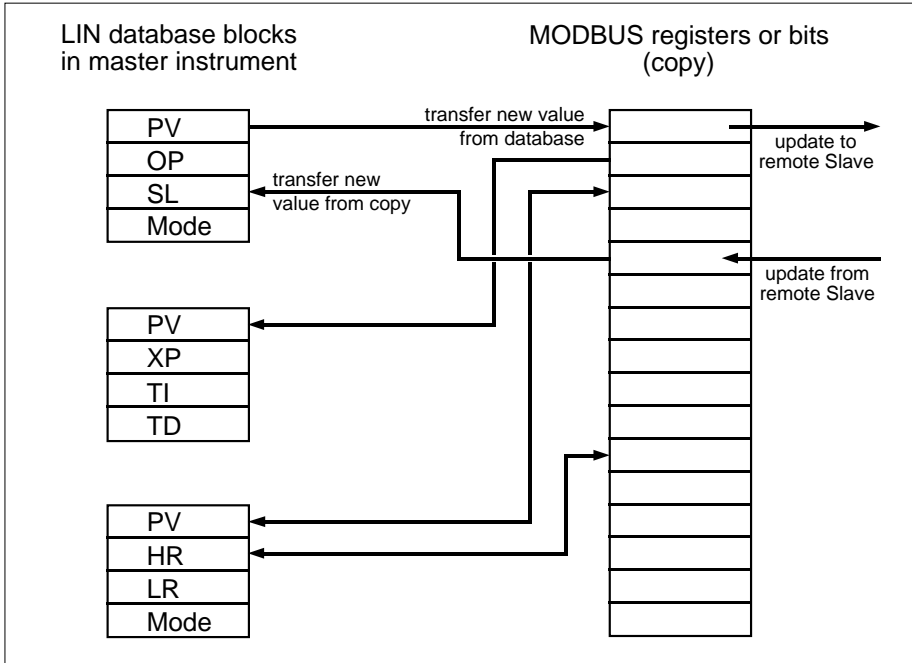 LIN database blocks
in master instrument
MODBUS registers or bits
(copy)
PV
OP
SL
Mode
transfer new value
from database
transfer new
value from copy
update to
remote Slave
update from
remote Slave
PV
XP
TI
TD
PV
HR
LR
Mode